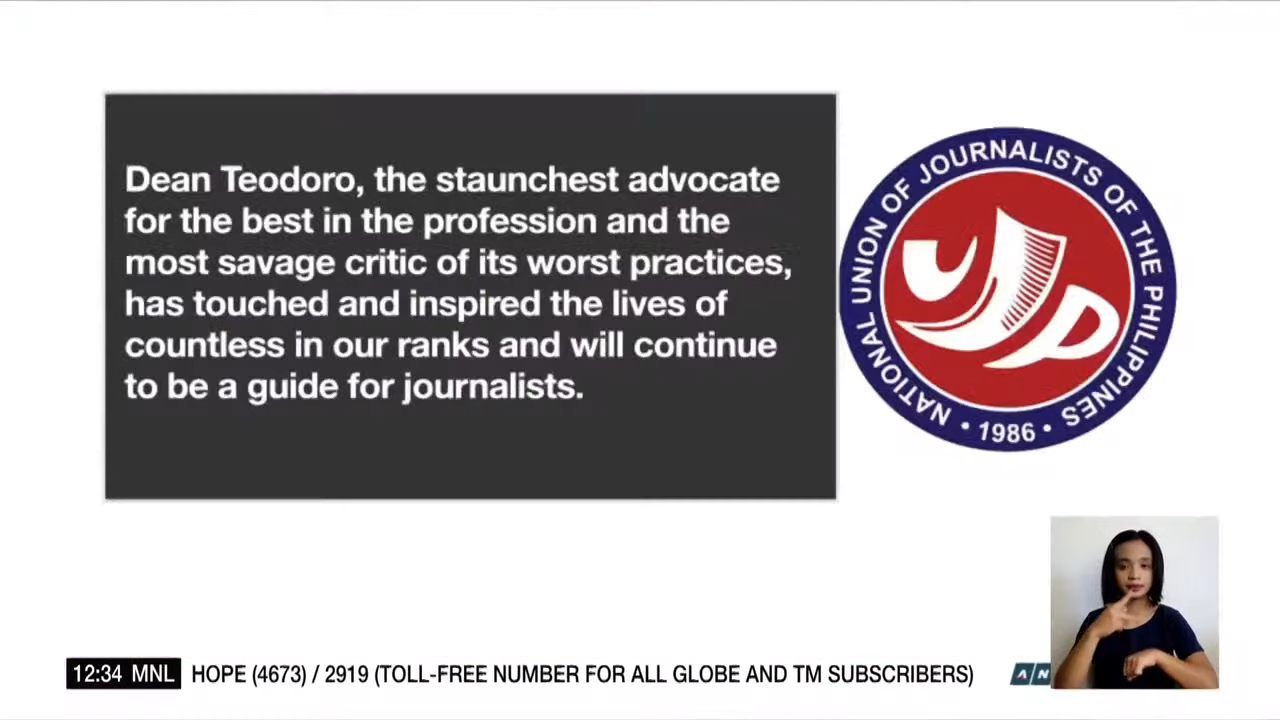 Dean Teodoro, the staunchest advocate
for the best in the profession and the
most savage critic of its worst practices,
has touched and inspired the lives of
countless in our ranks and will continue
to be a guide for journalists.
NATIONAL UNION OF JOURNALISTS OF THE PHILIPPINES
UJP
• 1986 •
12:34 MNL HOPE (4673) / 2919 (TOLL-FREE NUMBER FOR ALL GLOBE AND TM SUBSCRIBERS)
AN